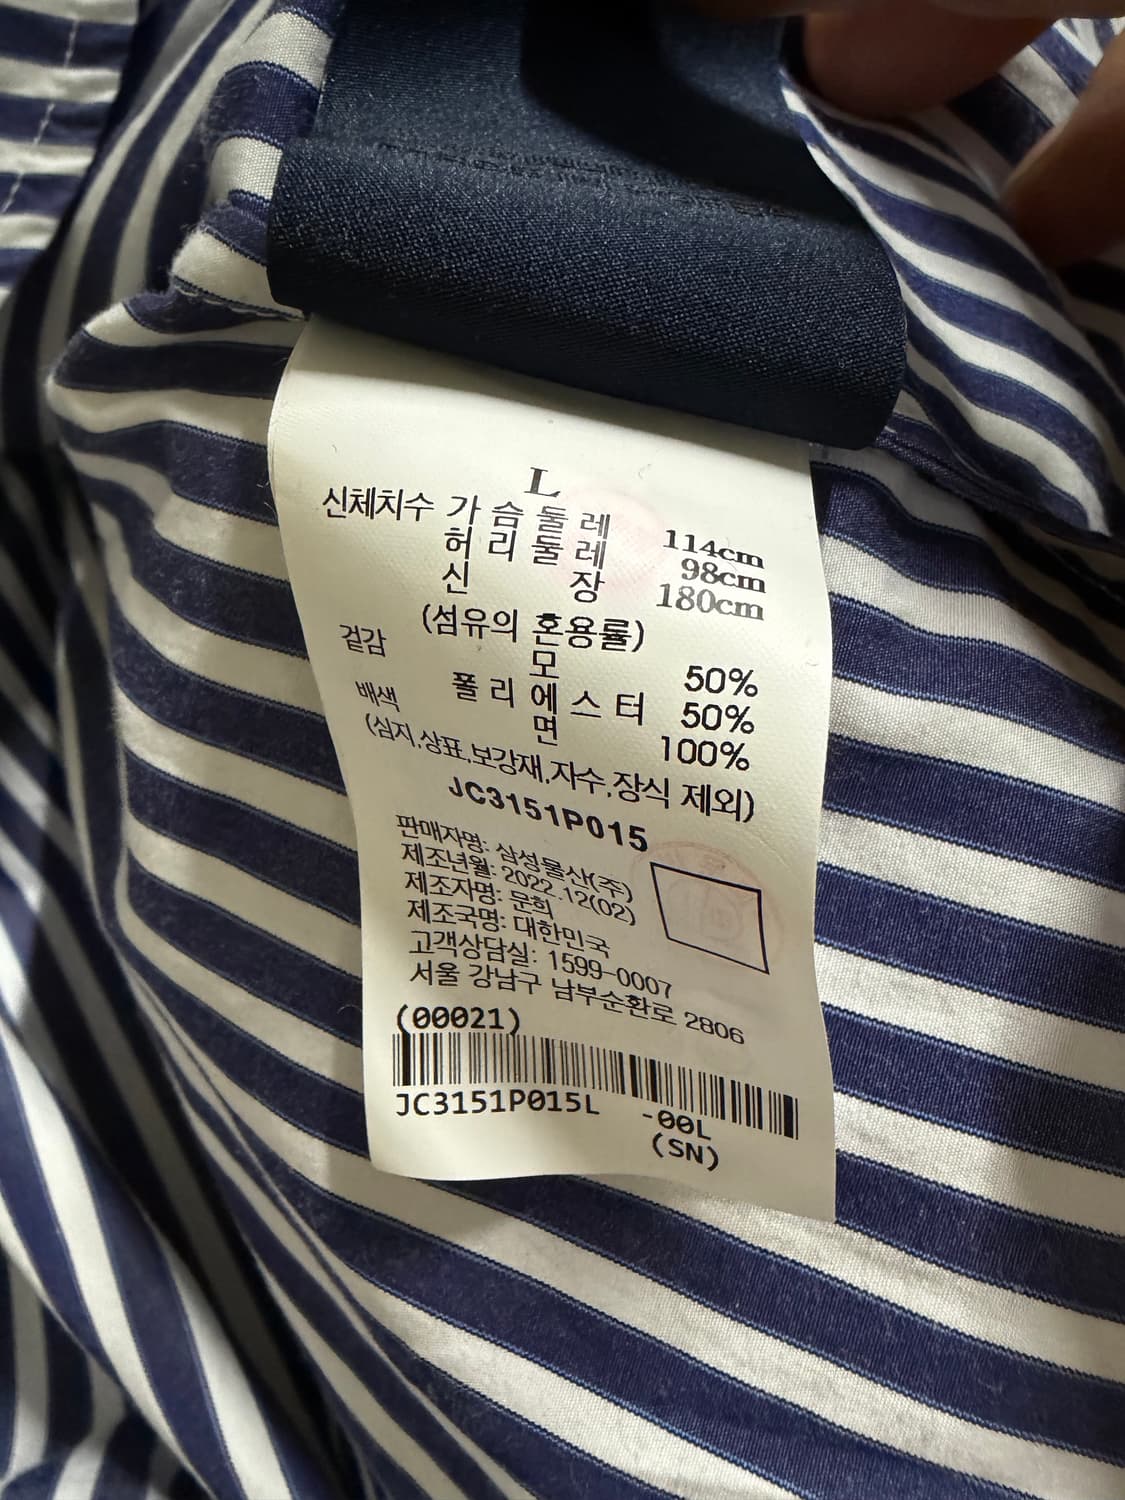 L
신체치수 가 슴 둘 레 114cm
허 리 둘 레 98cm
신 장 180cm
(섬유의 혼용률)
겉감 모 50%
폴 리 에 스 터 50%
배색 면 100%
(심지,상표,보강재,자수,장식 제외)
JC3151P015
판매자명: 삼성물산(주)
제조년월: 2022.12(02)
제조자명: 문희
제조국명: 대한민국
고객상담실: 1599-0007
서울 강남구 남부순환로 2806
(00021)
JC3151P015L -00L
(SN)